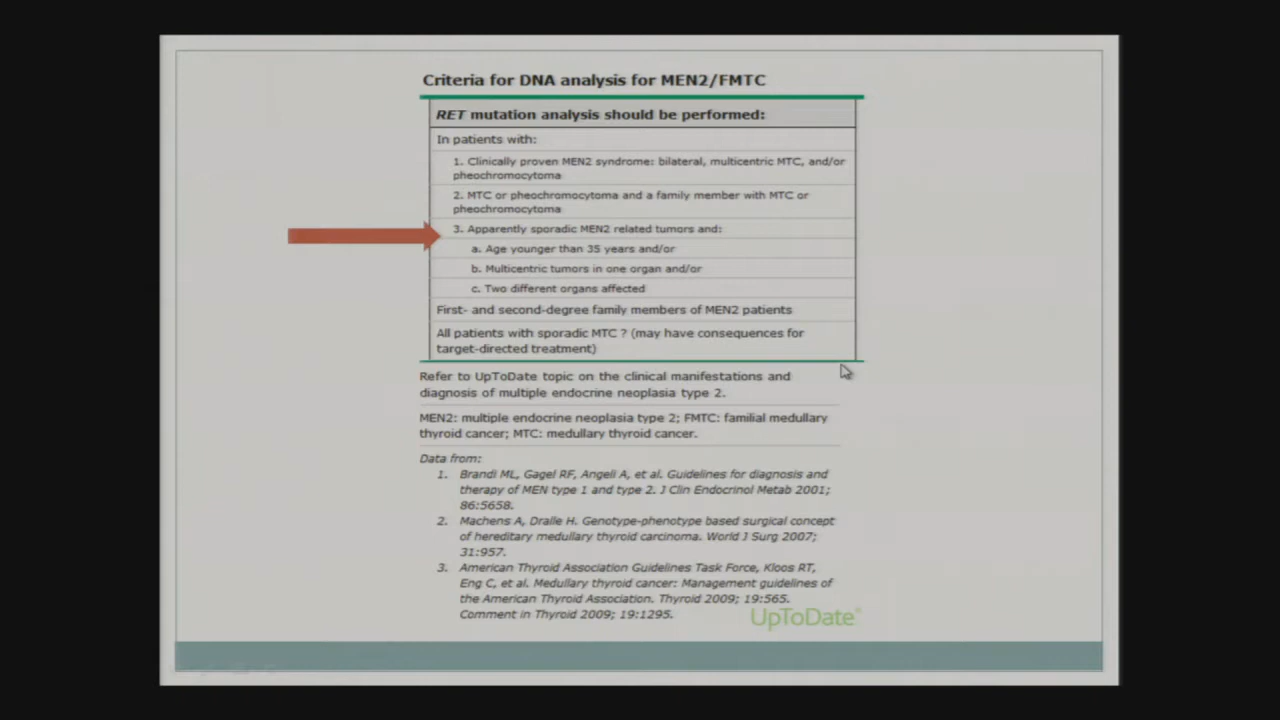 Criteria for DNA analysis for MEN2/FMTC
RET mutation analysis should be performed:
In patients with:
1. Clinically proven MEN2 syndrome: bilateral, multicentric MTC, and/or
pheochromocytoma
2. MTC or pheochromocytoma and a family member with MTC or
pheochromocytoma
3. Apparently sporadic MEN2 related tumors and:
a. Age younger than 35 years and/or
b. Multicentric tumors in one organ and/or
c. Two different organs affected
First- and second-degree family members of MEN2 patients
All patients with sporadic MTC ? (may have consequences for
target-directed treatment)
Refer to UpToDate topic on the clinical manifestations and
diagnosis of multiple endocrine neoplasia type 2.
MEN2: multiple endocrine neoplasia type 2; FMTC: familial medullary
thyroid cancer; MTC: medullary thyroid cancer.
Data from:
1. Brandi ML, Gagel RF, Angeli A, et al. Guidelines for diagnosis and
therapy of MEN type 1 and type 2. J Clin Endocrinol Metab 2001;
86:5658.
2. Machens A, Dralle H. Genotype-phenotype based surgical concept
of hereditary medullary thyroid carcinoma. World J Surg 2007;
31:957.
3. American Thyroid Association Guidelines Task Force, Kloos RT,
Eng C, et al. Medullary thyroid cancer: Management guidelines of
the American Thyroid Association. Thyroid 2009; 19:565.
Comment in Thyroid 2009; 19:1295.
UpToDate®